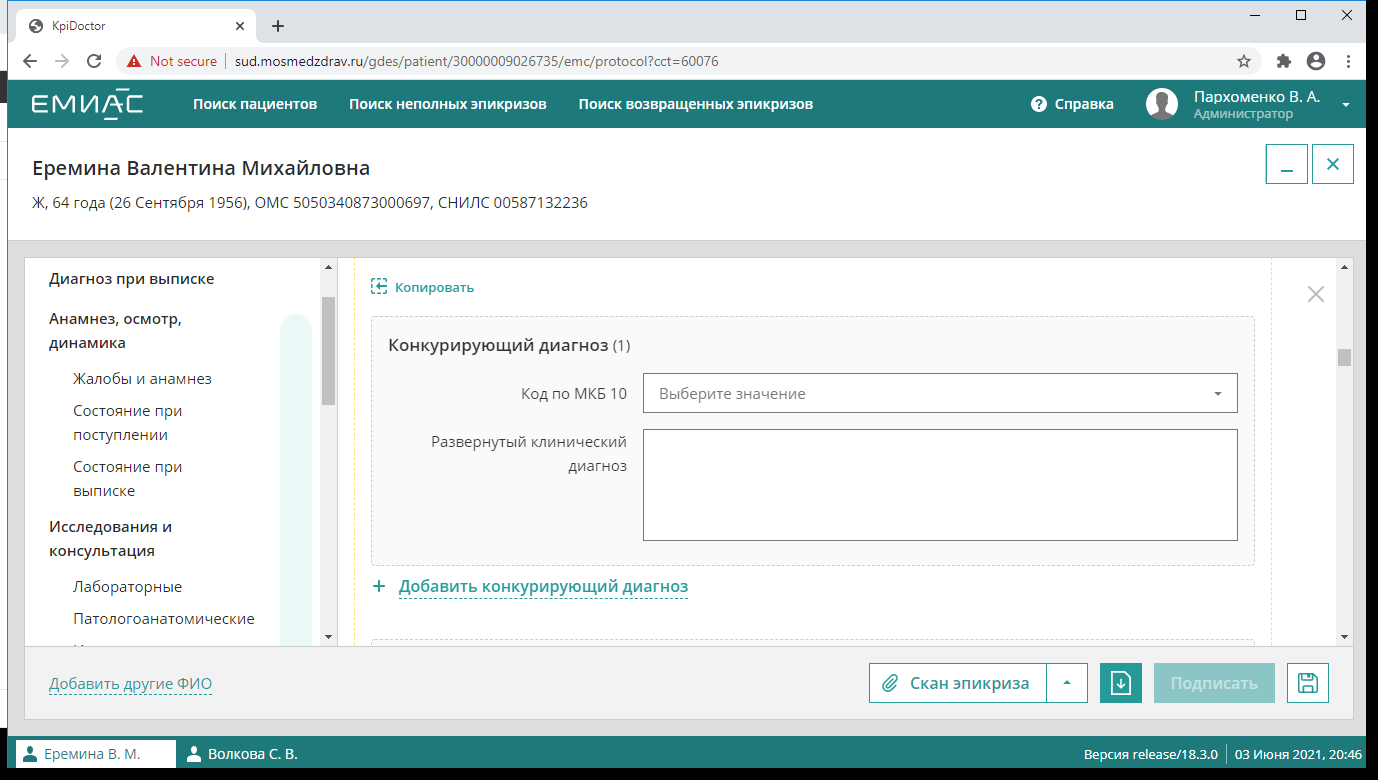 KpiDoctor
Not secure
sud.mosmedzdrav.ru/gdes/patient/30000009026735/emc/protocol?cct=60076
ЕМИАС
Поиск пациентов
Поиск неполных эпикризов
Поиск возвращенных эпикризов
Справка
Пархоменко В. А.
Администратор
Еремина Валентина Михайловна
Ж, 64 года (26 Сентября 1956), ОМС 5050340873000697, СНИЛС 00587132236
Диагноз при выписке
Анамнез, осмотр,
динамика
Жалобы и анамнез
Состояние при
поступлении
Состояние при
выписке
Исследования и
консультация
Лабораторные
Патологоанатомические
Копировать
Конкурирующий диагноз (1)
Код по МКБ 10
Выберите значение
Развернутый клинический
диагноз
Добавить конкурирующий диагноз
Добавить другие ФИО
Скан эпикриза
Подписать
Еремина В. М.
Волкова С. В.
Версия release/18.3.0
03 Июня 2021, 20:46